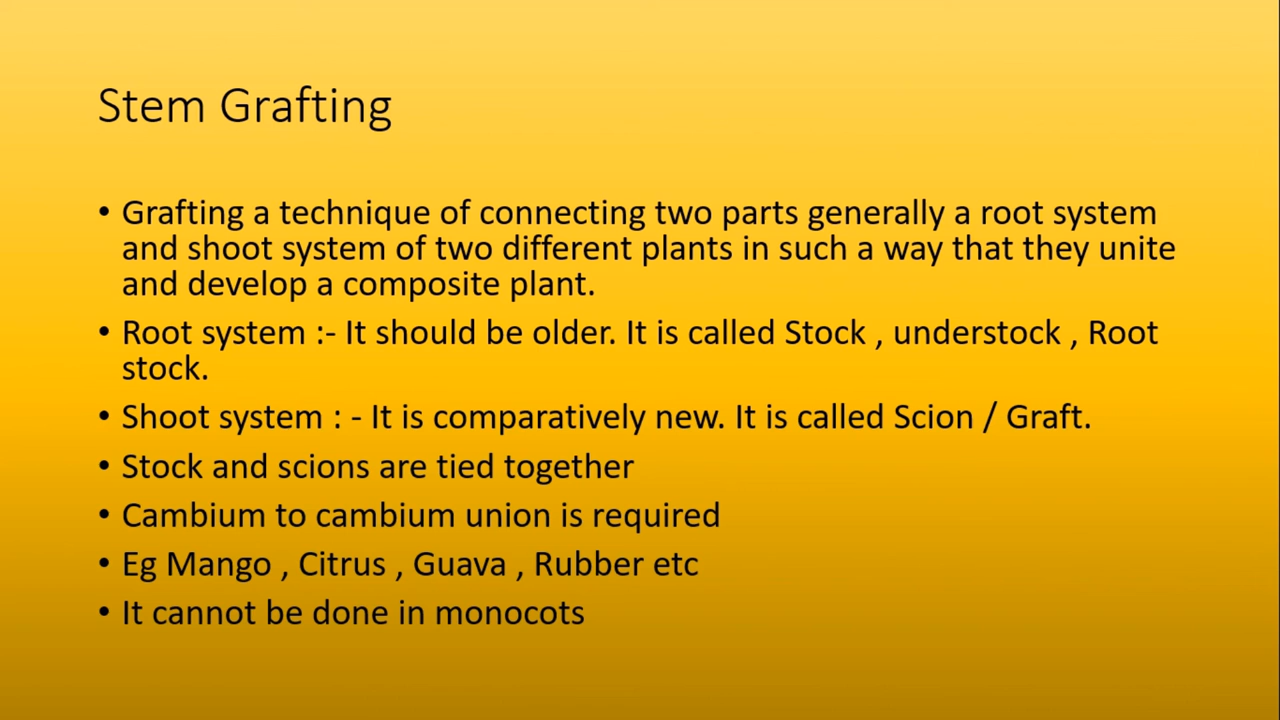 Stem Grafting
• Grafting a technique of connecting two parts generally a root system
and shoot system of two different plants in such a way that they unite
and develop a composite plant.
• Root system :- It should be older. It is called Stock , understock , Root
stock.
• Shoot system : - It is comparatively new. It is called Scion / Graft.
• Stock and scions are tied together
• Cambium to cambium union is required
• Eg Mango , Citrus , Guava , Rubber etc
• It cannot be done in monocots